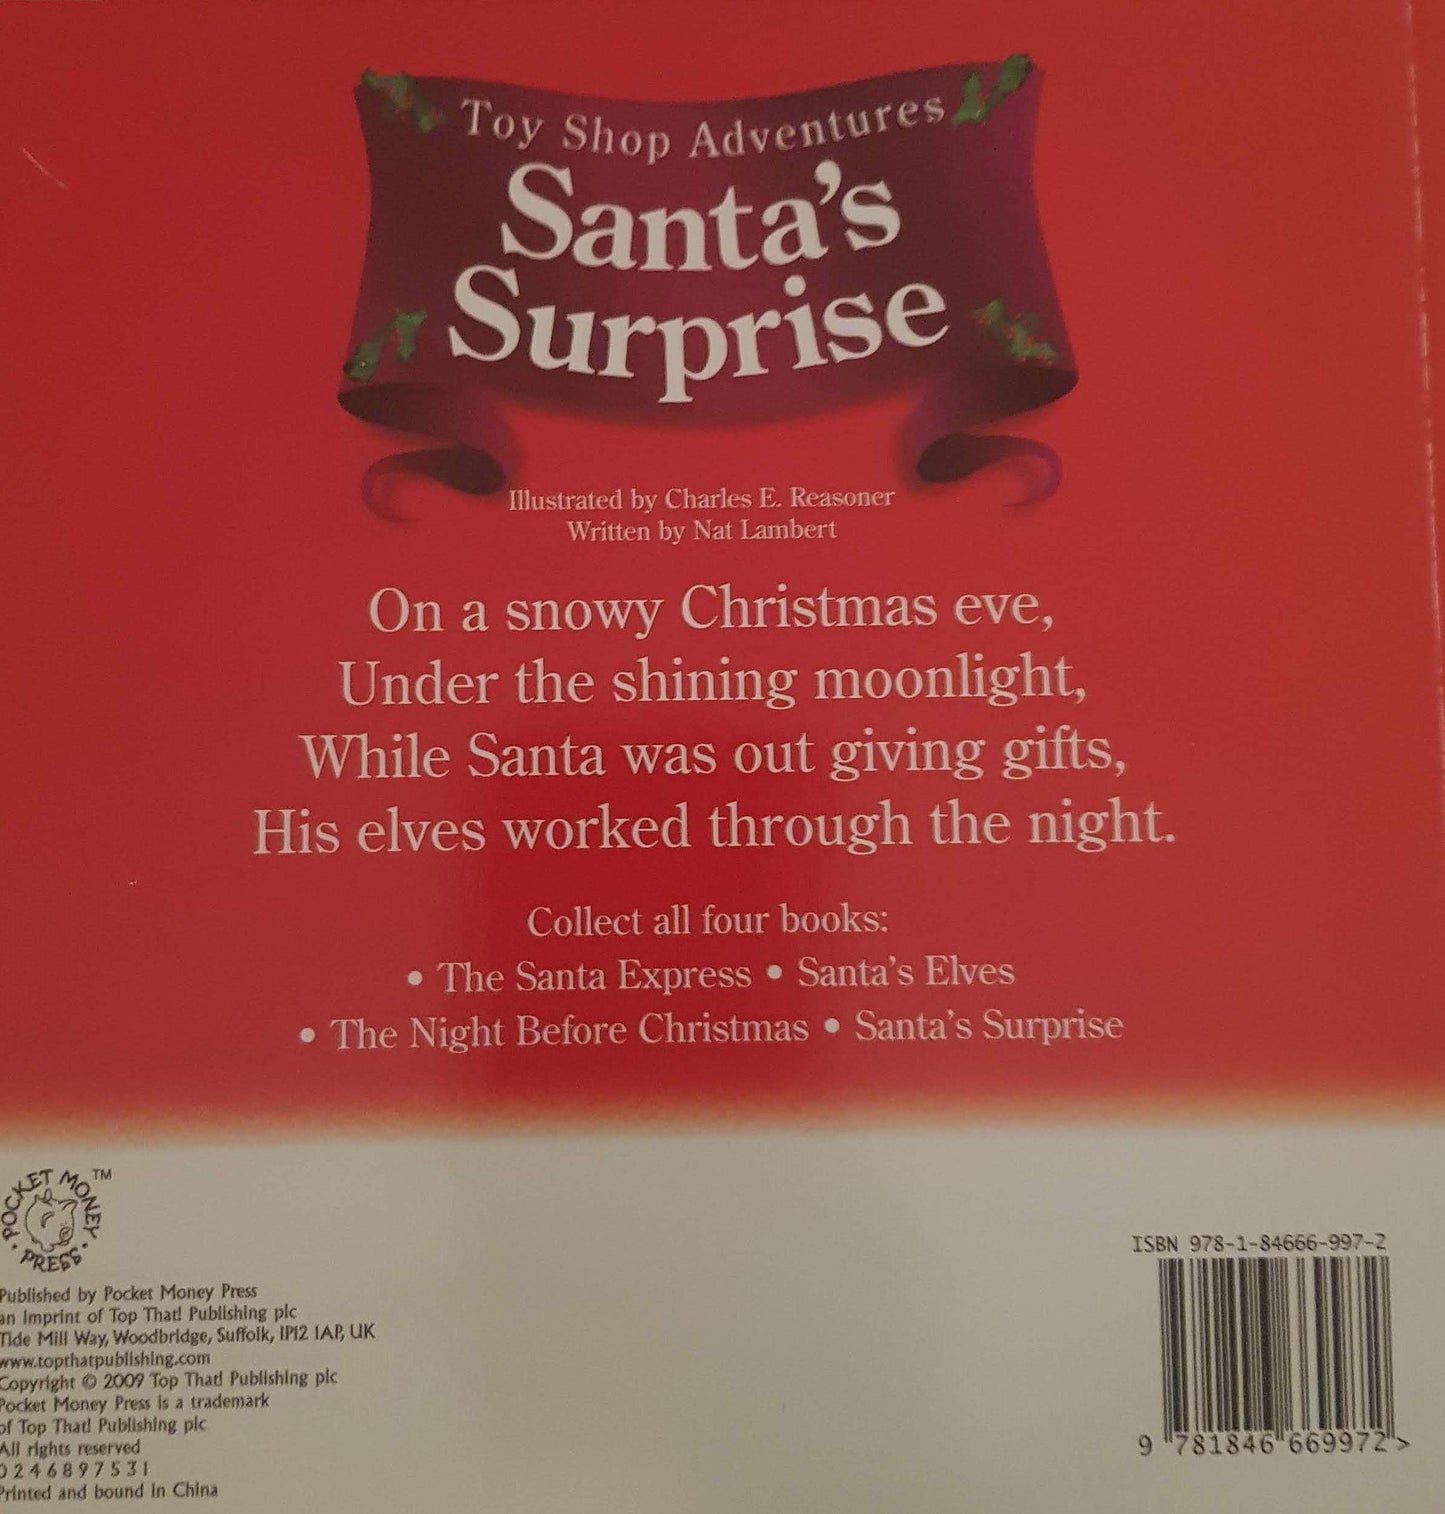 Toy Shop Adventures
Santa's
Surprise
Illustrated by Charles E. Reasoner
Written by Nat Lambert
On a snowy Christmas eve,
Under the shining moonlight,
While Santa was out giving gifts,
His elves worked through the night.
Collect all four books:
• The Santa Express • Santa's Elves
• The Night Before Christmas • Santa's Surprise
POCKET MONEY PRESS TM
Published by Pocket Money Press
an imprint of Top That! Publishing plc
Tide Mill Way, Woodbridge, Suffolk, IP12 1AP, UK
www.topthatpublishing.com
Copyright © 2009 Top That! Publishing plc
Pocket Money Press is a trademark
of Top That! Publishing plc
All rights reserved
0 2 4 6 8 9 7 5 3 1
Printed and bound in China
ISBN 978-1-84666-997-2
9 781846 669972 >